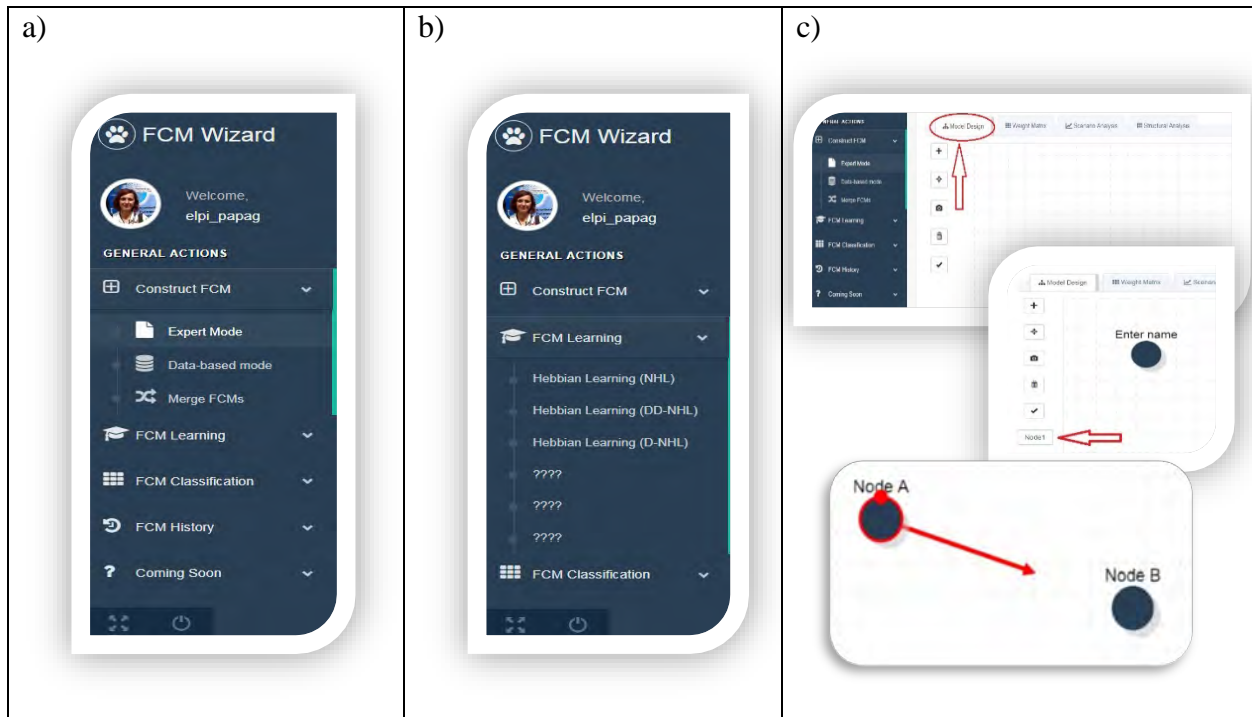 a)
FCM Wizard
Welcome,
elpi_papag
GENERAL ACTIONS
Construct FCM
Expert Mode
Data-based mode
Merge FCMs
FCM Learning
FCM Classification
FCM History
? Coming Soon
b)
FCM Wizard
Welcome,
elpi_papag
GENERAL ACTIONS
Construct FCM
FCM Learning
Hebbian Learning (NHL)
Hebbian Learning (DD-NHL)
Hebbian Learning (D-NHL)
????
????
????
FCM Classification
c)
GENERAL ACTIONS
Construct FCM
Expert Mode
Data-based mode
Merge FCMs
FCM Learning
FCM Classification
FCM History
? Coming Soon
Model Design Weight Matrix Scenario Analysis Structural Analysis
Model Design Weight Matrix
Enter name
Node1
Node A
Node B